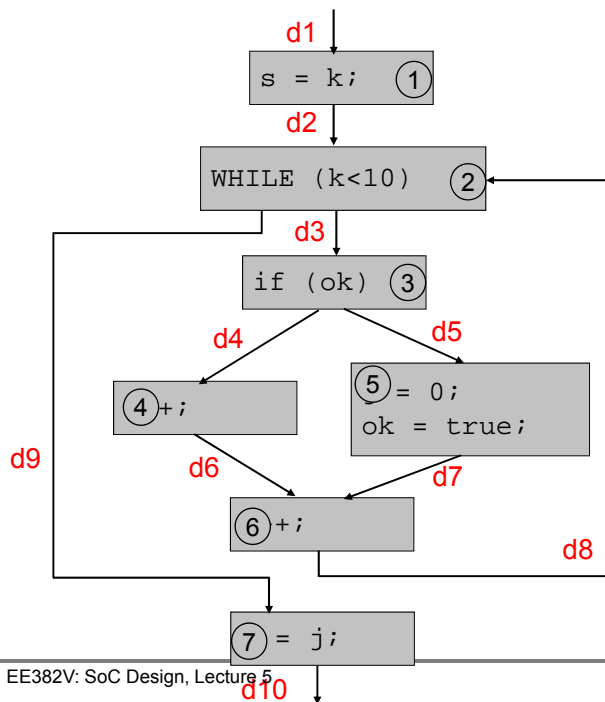 d1
s = k; 1
d2
WHILE (k<10) 2
d3
if (ok) 3
d4
d5
4 +;
5 = 0;
ok = true;
d9
d6
d7
6 +;
d8
7 = j;
EE382V: SoC Design, Lecture 5
d10